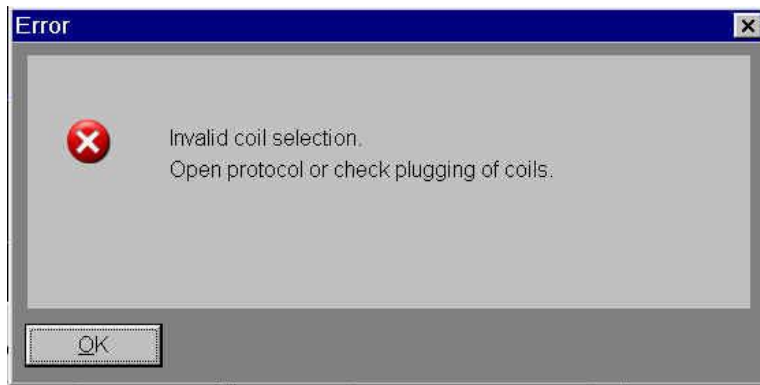 Error
Invalid coil selection.
Open protocol or check plugging of coils.
OK